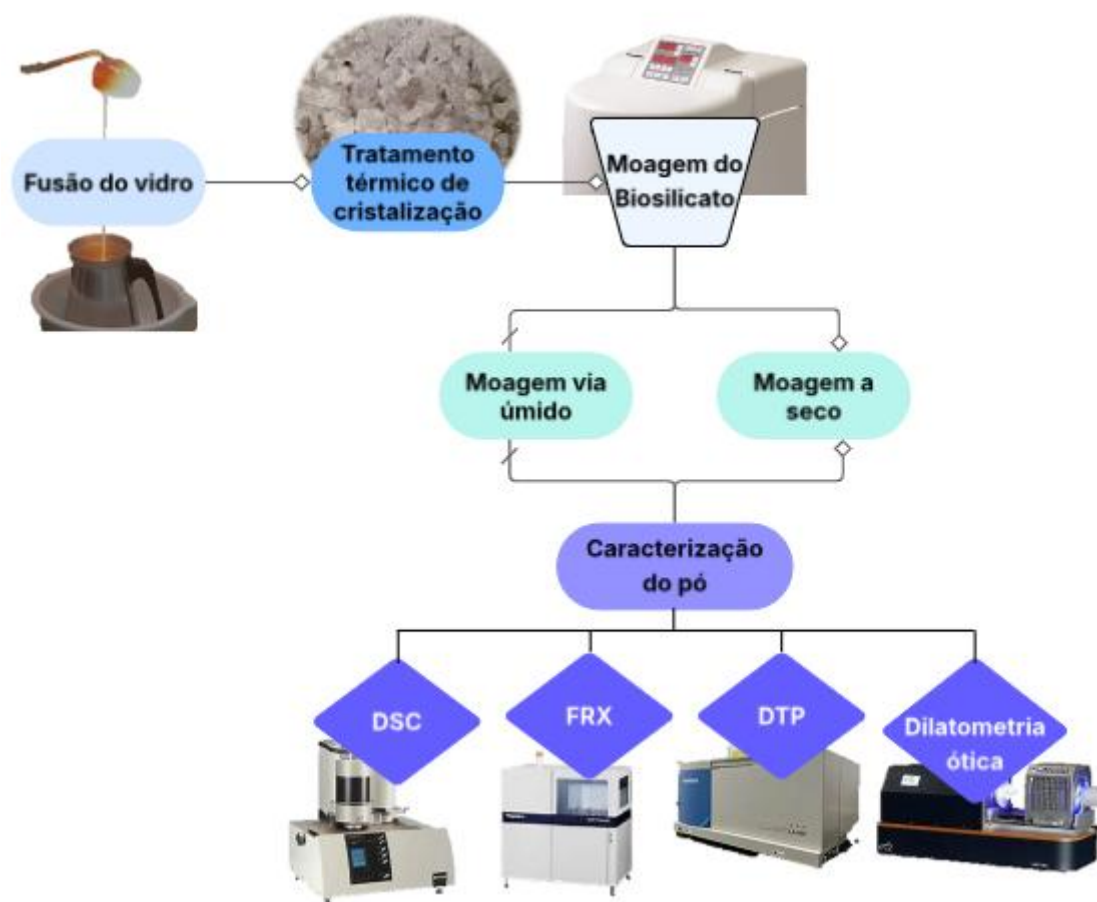 Fusão do vidro
Tratamento
térmico de
cristalização
Moagem do
Biosilicato
Moagem via
úmido
Moagem a
seco
Caracterização
do pó
DSC
FRX
DTP
Dilatometria
ótica